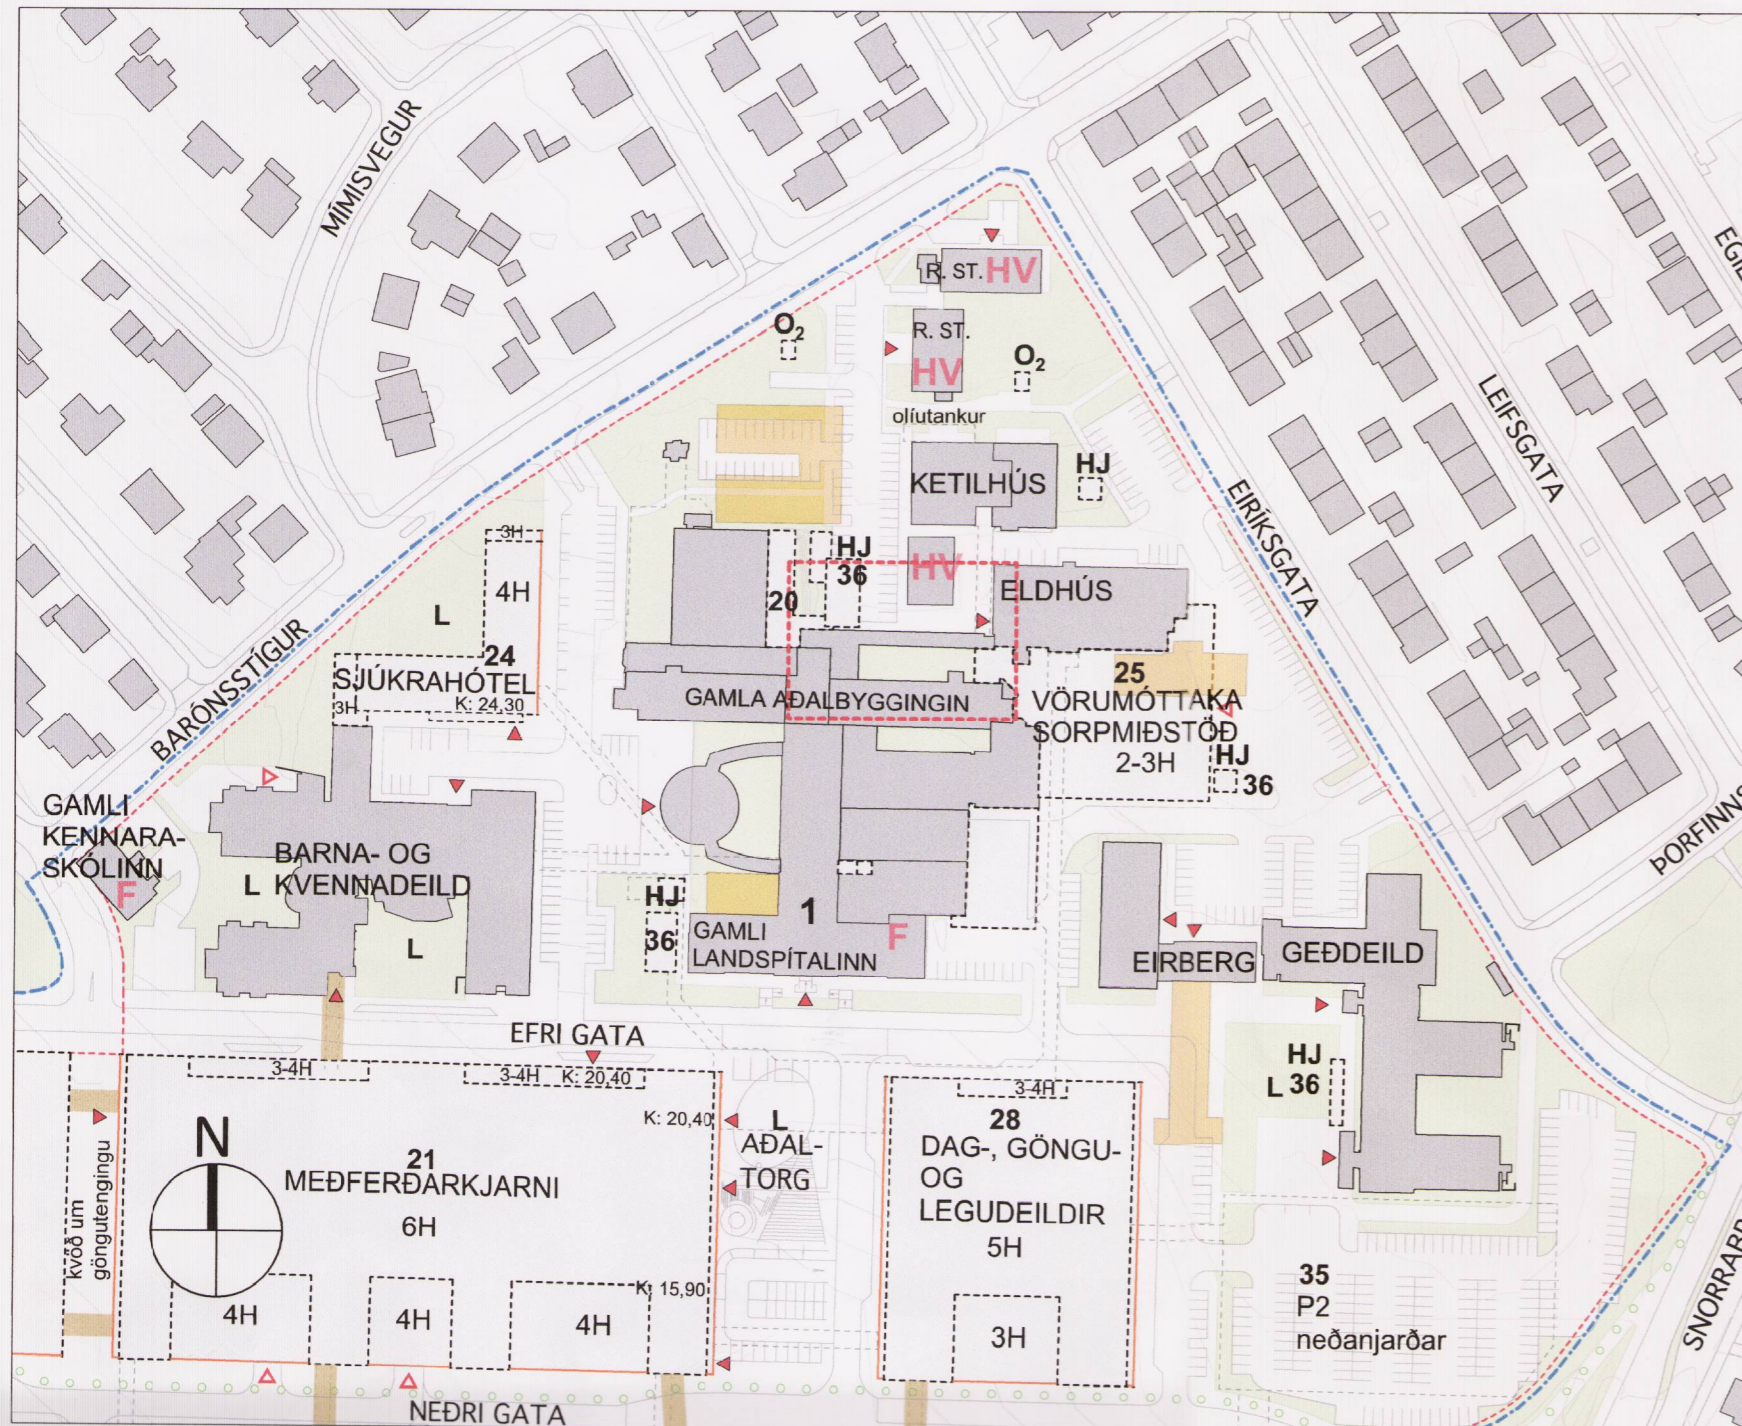 MÍMISVEGUR
BARÓNSSTÍGUR
EIRÍKSGATA
LEIFSGATA
R. ST.
HV
R. ST.
HV
olíutankur
O2
O2
KETILHÚS
HJ
HJ
36
HV
20
ELDHÚS
3H
4H
L
24
SJÚKRAHÓTEL
K: 24,30
3H
GAMLA AÐALBYGGINGIN
25
VÖRUMÓTTAKA
SORPMIÐSTÖÐ
2-3H
HJ
36
GAMLI
KENNARA-
SKÓLINN
F
BARNA- OG
L KVENNADEILD
L
HJ
36
1
GAMLI
LANDSPÍTALINN
F
EIRBERG
GEÐDEILD
HJ
L 36
EFRI GATA
3-4H
3-4H K: 20,40
K: 20,40
L
AÐAL-
TORG
N
21
MEÐFERÐARKJARNI
6H
kvöð um
göngutengingu
4H
4H
4H
K: 15,90
3-4H
28
DAG-, GÖNGU-
OG
LEGUDEILDIR
5H
3H
35
P2
neðanjarðar
NEÐRI GATA